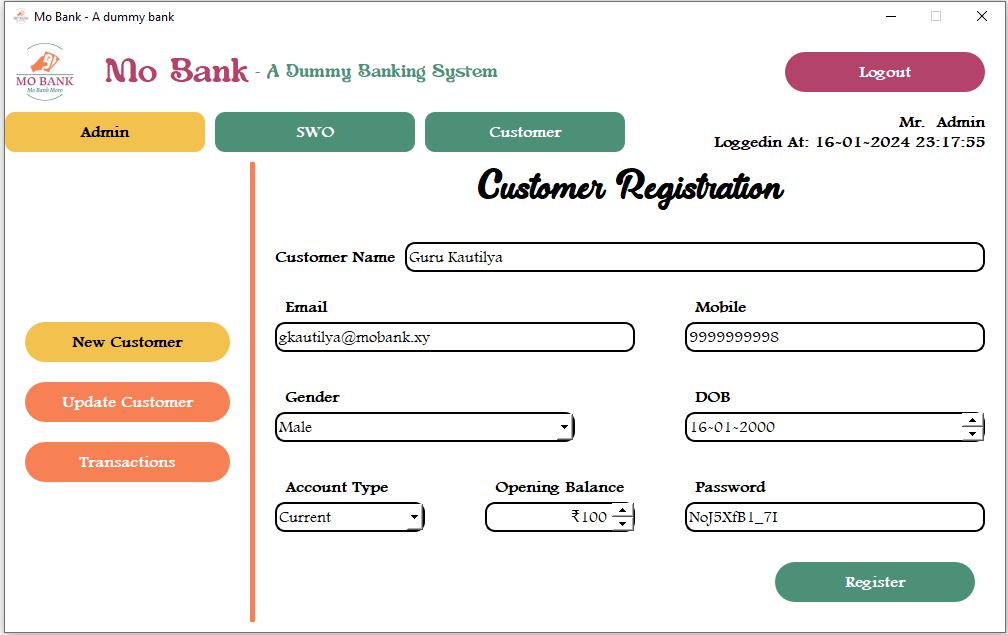 Mo Bank - A dummy bank
MO BANK
Mo Bank More
Mo Bank - A Dummy Banking System
Logout
Admin
SWO
Customer
Mr. Admin
Loggedin At: 16-01-2024 23:17:55
Customer Registration
Customer Name
Guru Kautilya
Email
Mobile
gkautilya@mobank.xy
9999999998
New Customer
Gender
DOB
Update Customer
Male
16-01-2000
Transactions
Account Type
Opening Balance
Password
Current
₹100
NoJ5XfB1_7I
Register